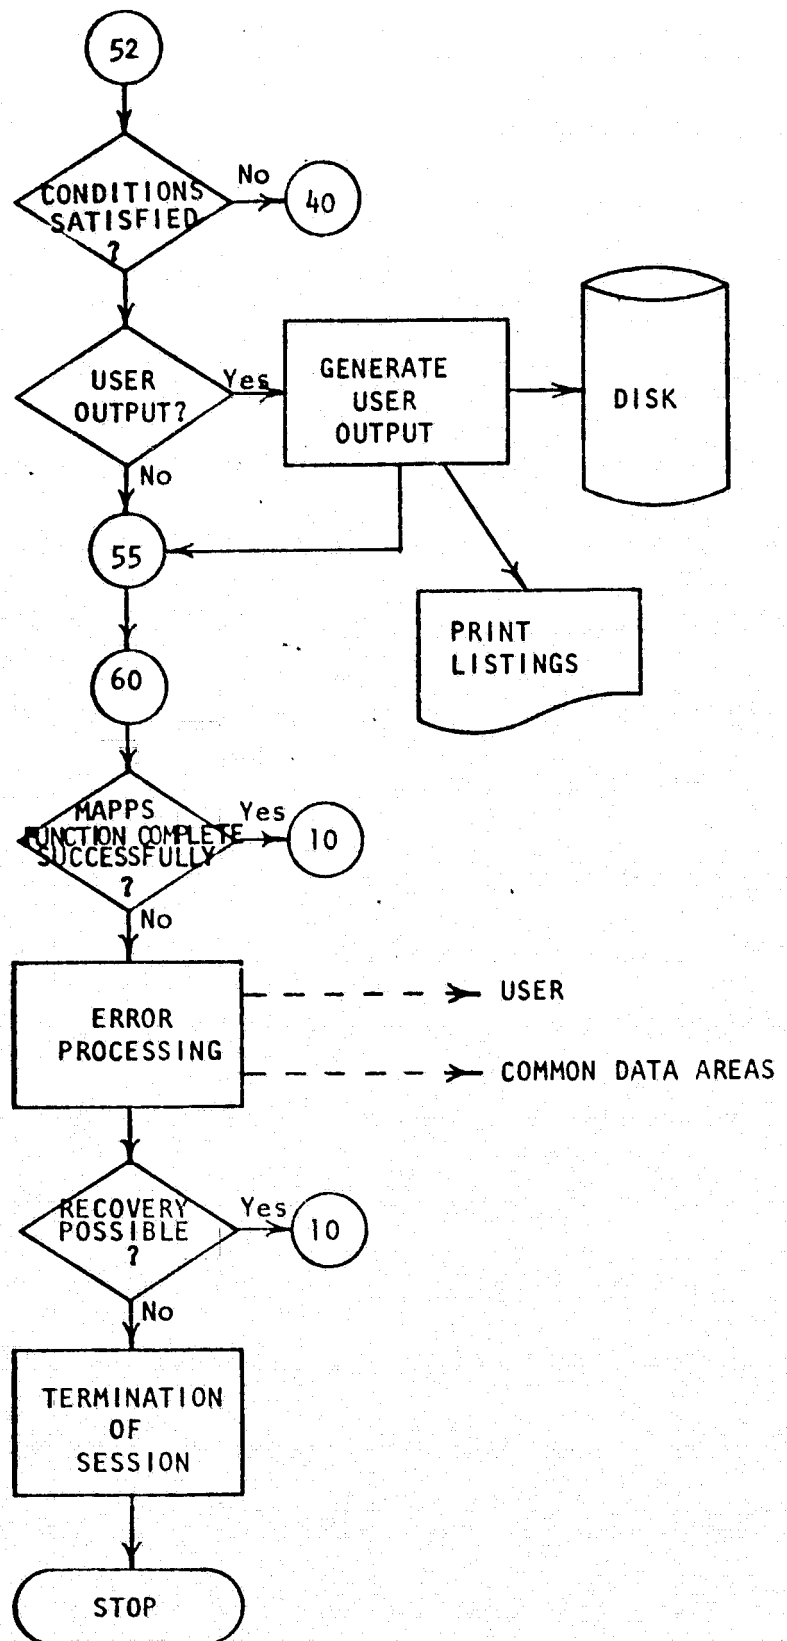 52
CONDITIONS
SATISFIED
?
No
40
USER
OUTPUT?
Yes
GENERATE
USER
OUTPUT
DISK
No
55
PRINT
LISTINGS
60
MAPPS
FUNCTION COMPLETE
SUCCESSFULLY
?
Yes
10
No
ERROR
PROCESSING
USER
COMMON DATA AREAS
RECOVERY
POSSIBLE
?
Yes
10
No
TERMINATION
OF
SESSION
STOP